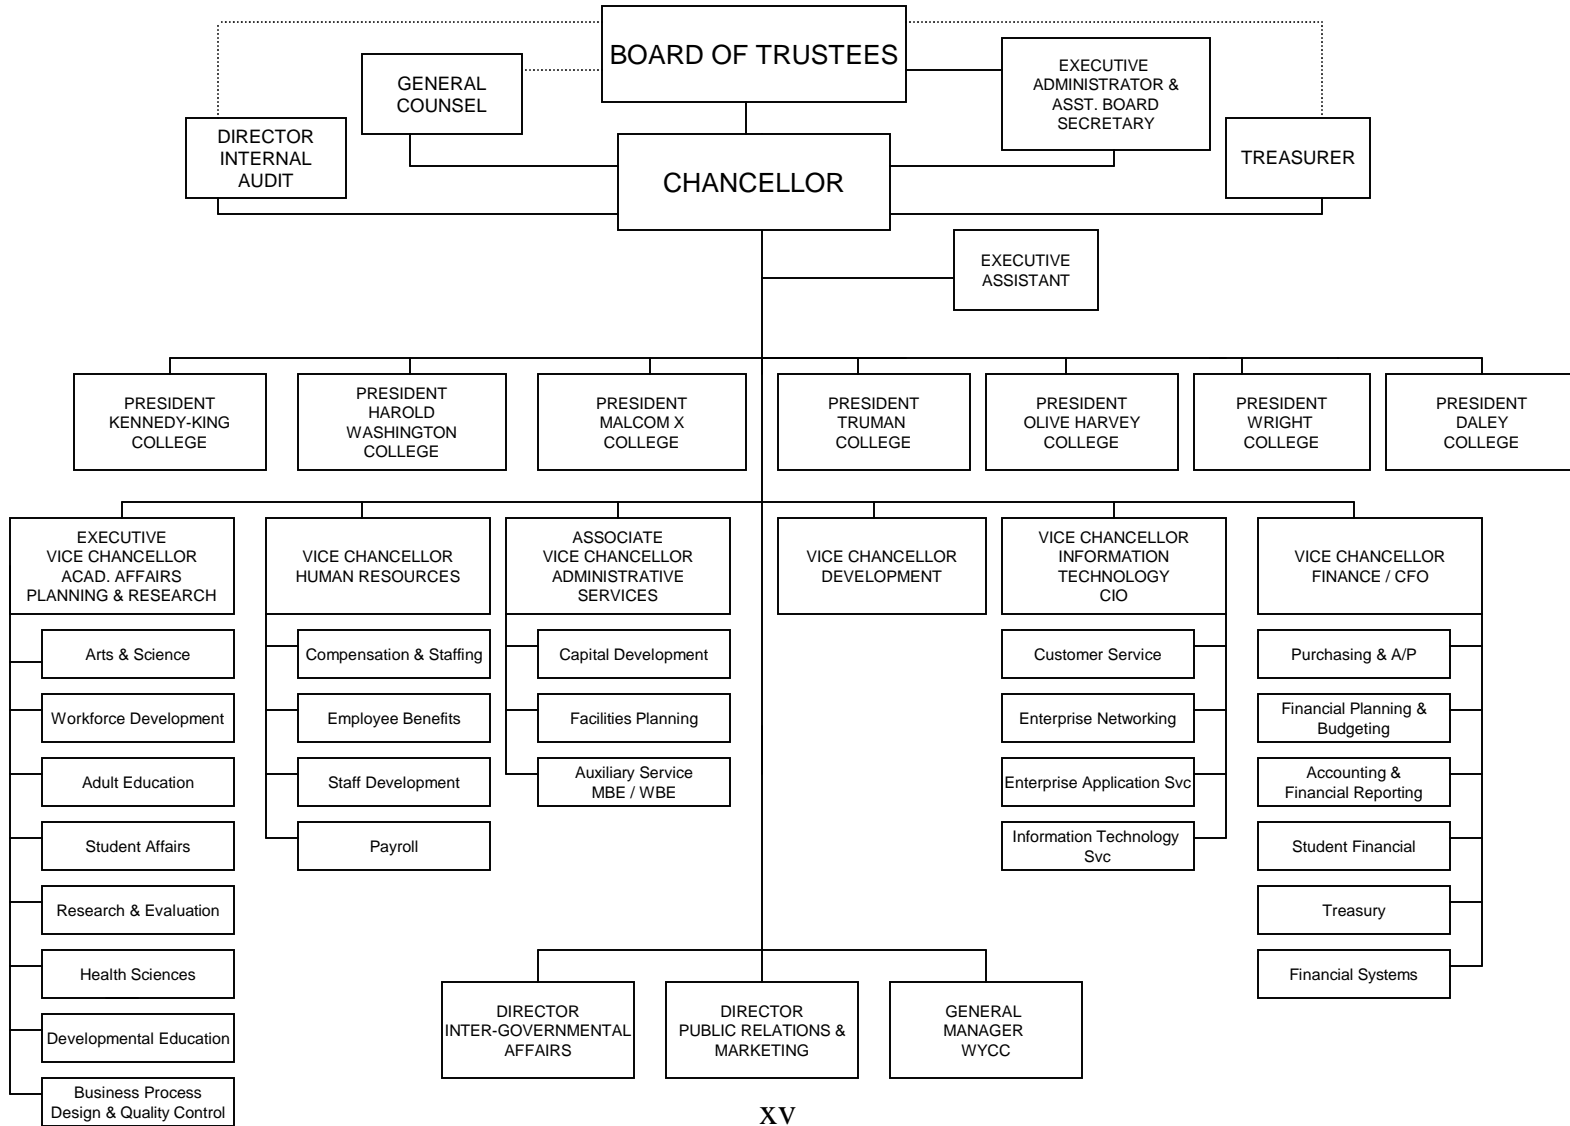 BOARD OF TRUSTEES
GENERAL
COUNSEL
EXECUTIVE
ADMINISTRATOR &
ASST. BOARD
SECRETARY
DIRECTOR
INTERNAL
AUDIT
TREASURER
CHANCELLOR
EXECUTIVE
ASSISTANT
PRESIDENT
KENNEDY-KING
COLLEGE
PRESIDENT
HAROLD
WASHINGTON
COLLEGE
PRESIDENT
MALCOM X
COLLEGE
PRESIDENT
TRUMAN
COLLEGE
PRESIDENT
OLIVE HARVEY
COLLEGE
PRESIDENT
WRIGHT
COLLEGE
PRESIDENT
DALEY
COLLEGE
EXECUTIVE
VICE CHANCELLOR
ACAD. AFFAIRS
PLANNING & RESEARCH
VICE CHANCELLOR
HUMAN RESOURCES
ASSOCIATE
VICE CHANCELLOR
ADMINISTRATIVE
SERVICES
VICE CHANCELLOR
DEVELOPMENT
VICE CHANCELLOR
INFORMATION
TECHNOLOGY
CIO
VICE CHANCELLOR
FINANCE / CFO
Arts & Science
Workforce Development
Adult Education
Student Affairs
Research & Evaluation
Health Sciences
Developmental Education
Business Process
Design & Quality Control
Compensation & Staffing
Employee Benefits
Staff Development
Payroll
Capital Development
Facilities Planning
Auxiliary Service
MBE / WBE
Customer Service
Enterprise Networking
Enterprise Application Svc
Information Technology
Svc
Purchasing & A/P
Financial Planning &
Budgeting
Accounting &
Financial Reporting
Student Financial
Treasury
Financial Systems
DIRECTOR
INTER-GOVERNMENTAL
AFFAIRS
DIRECTOR
PUBLIC RELATIONS &
MARKETING
GENERAL
MANAGER
WYCC
XV